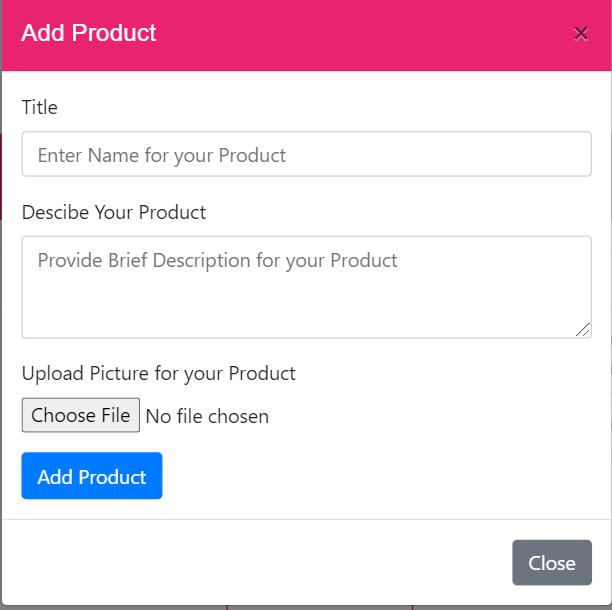 Add Product ×
Title
Enter Name for your Product
Descibe Your Product
Provide Brief Description for your Product
Upload Picture for your Product
Choose File No file chosen
Add Product
Close